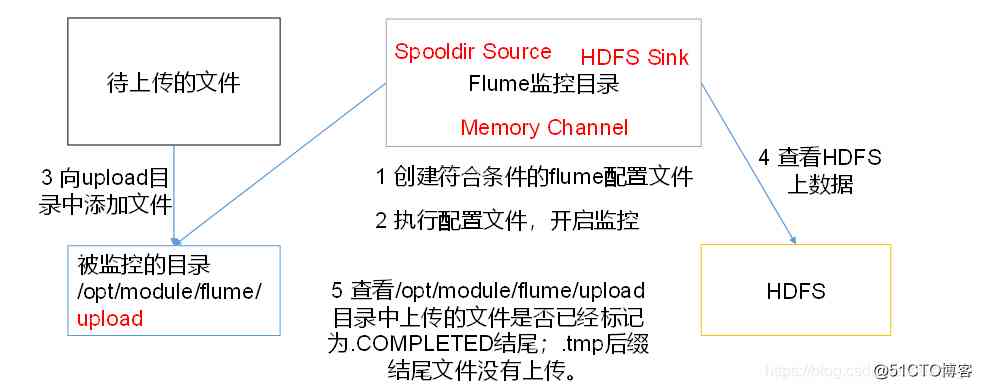 待上传的文件
Spooldir Source
HDFS Sink
Flume监控目录
Memory Channel
3 向upload目
录中添加文件
1 创建符合条件的flume配置文件
2 执行配置文件，开启监控
4 查看HDFS
上数据
被监控的目录
/opt/module/flume/
upload
5 查看/opt/module/flume/upload
目录中上传的文件是否已经标记
为.COMPLETED结尾；.tmp后缀
结尾文件没有上传。
HDFS
@51CTO博客